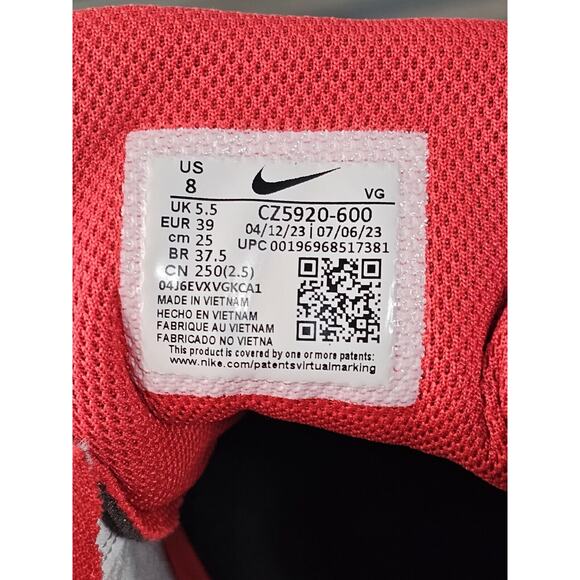 US
8
VG
UK 5.5
EUR 39
cm 25
BR 37.5
CN 250(2.5)
CZ5920-600
04/12/23 | 07/06/23
UPC 00196968517381
04J6EVXVGKCA1
MADE IN VIETNAM
HECHO EN VIETNAM
FABRIQUE AU VIETNAM
FABRICADO NO VIETNÃ
This product is covered by one or more patents:
www.nike.com/patentsvirtualmarking